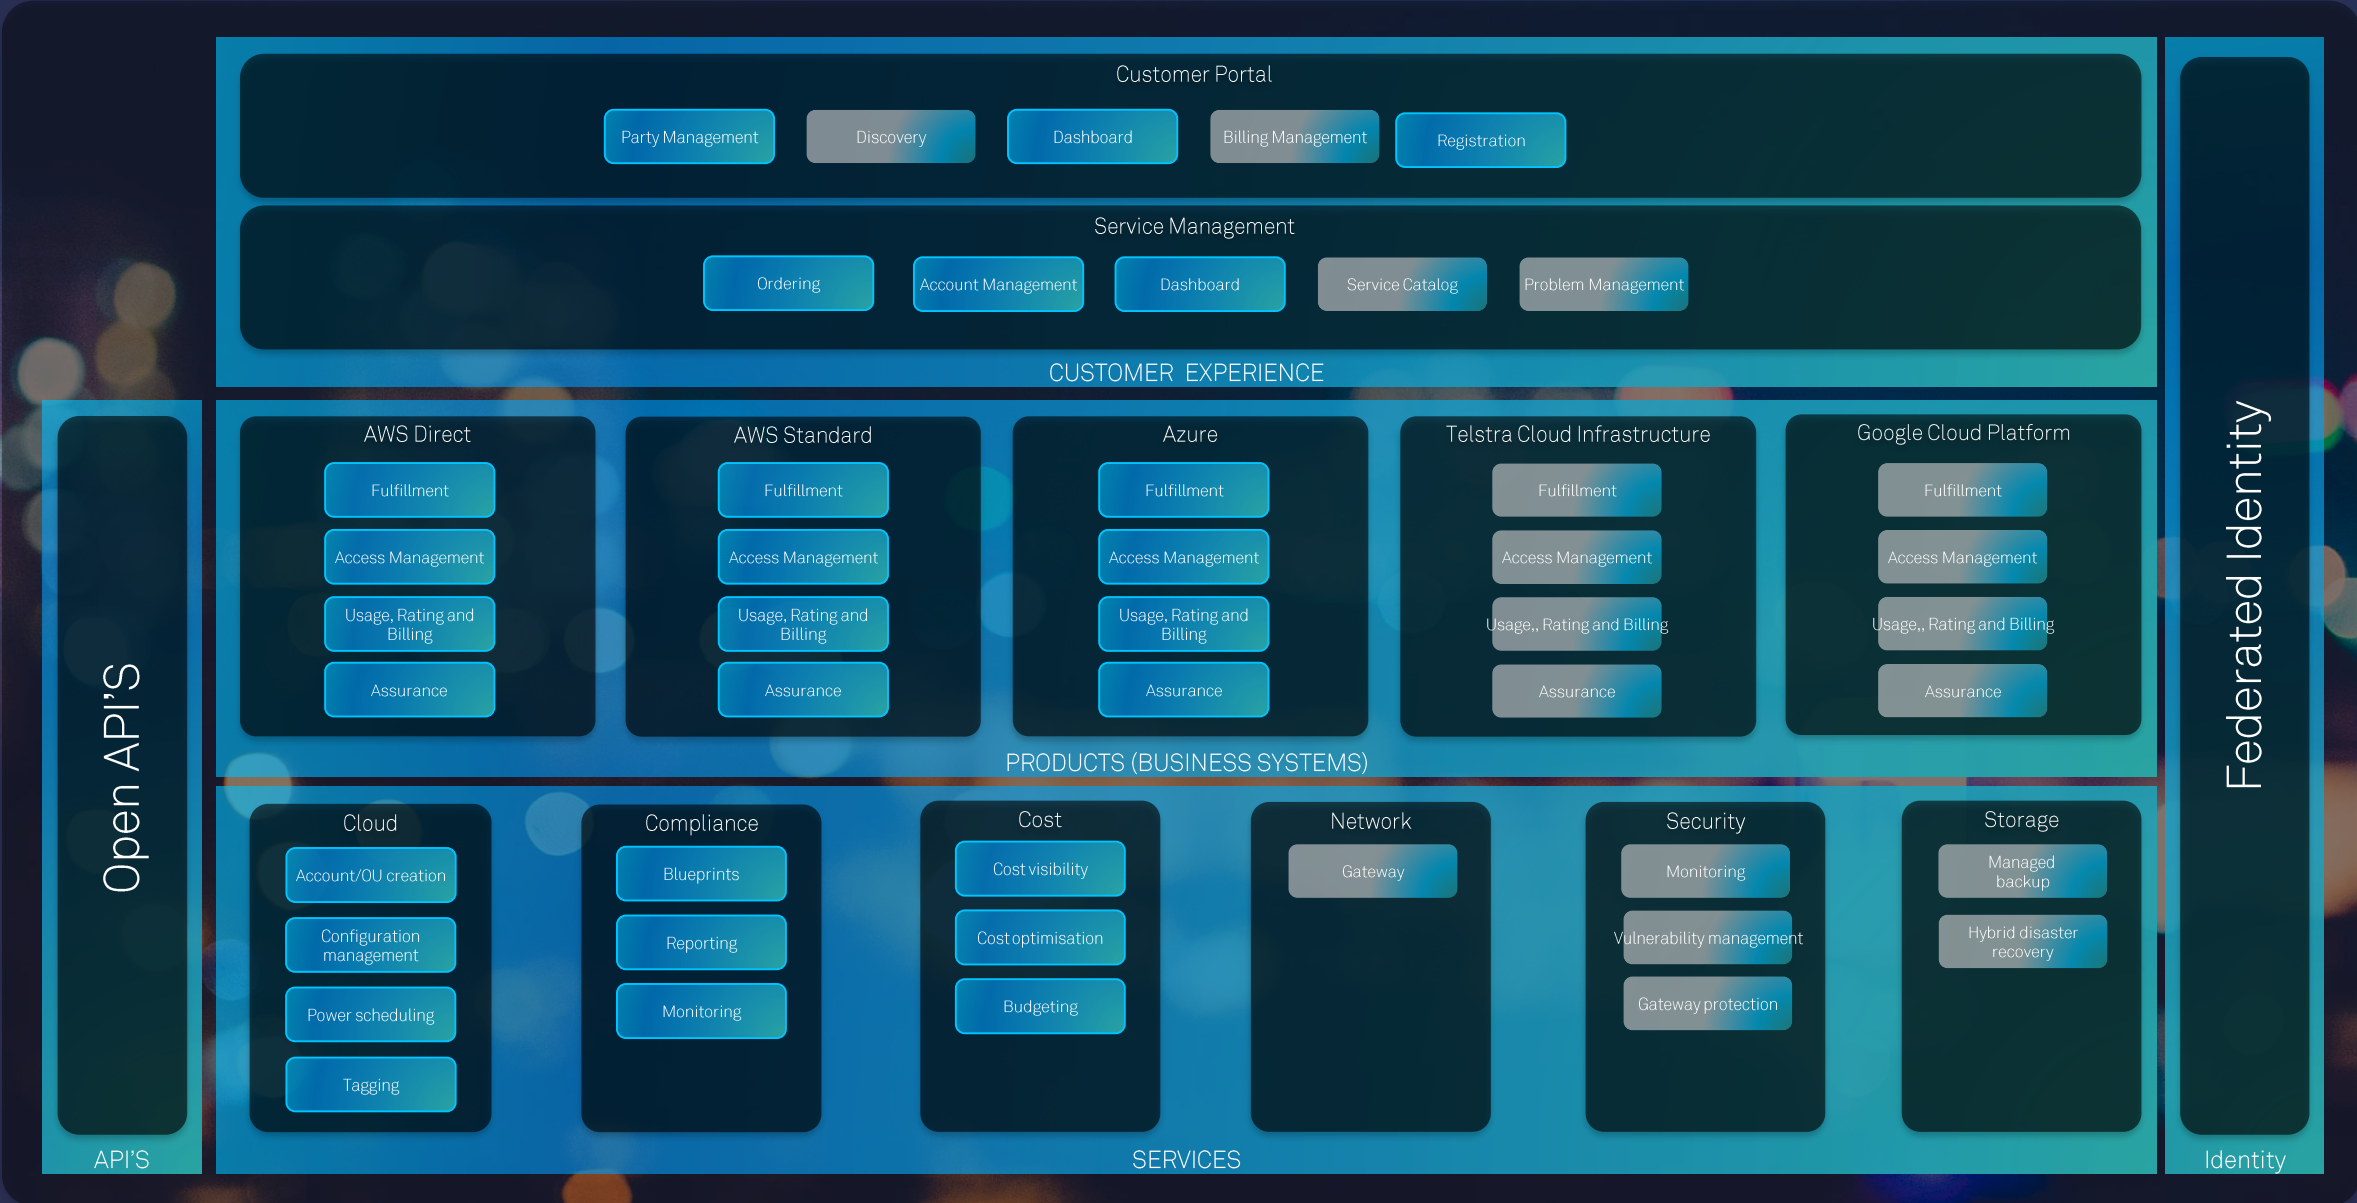 Customer Portal
Party Management
Discovery
Dashboard
Billing Management
Registration
Service Management
Ordering
Account Management
Dashboard
Service Catalog
Problem Management
CUSTOMER EXPERIENCE
Open API'S
API'S
AWS Direct
Fulfillment
Access Management
Usage, Rating and
Billing
Assurance
AWS Standard
Fulfillment
Access Management
Usage, Rating and
Billing
Assurance
Azure
Fulfillment
Access Management
Usage, Rating and
Billing
Assurance
Telstra Cloud Infrastructure
Fulfillment
Access Management
Usage,, Rating and Billing
Assurance
Google Cloud Platform
Fulfillment
Access Management
Usage,, Rating and Billing
Assurance
PRODUCTS (BUSINESS SYSTEMS)
Cloud
Account/OU creation
Configuration
management
Power scheduling
Tagging
Compliance
Blueprints
Reporting
Monitoring
Cost
Cost visibility
Cost optimisation
Budgeting
Network
Gateway
Security
Monitoring
Vulnerability management
Gateway protection
Storage
Managed
backup
Hybrid disaster
recovery
SERVICES
Federated Identity
Identity